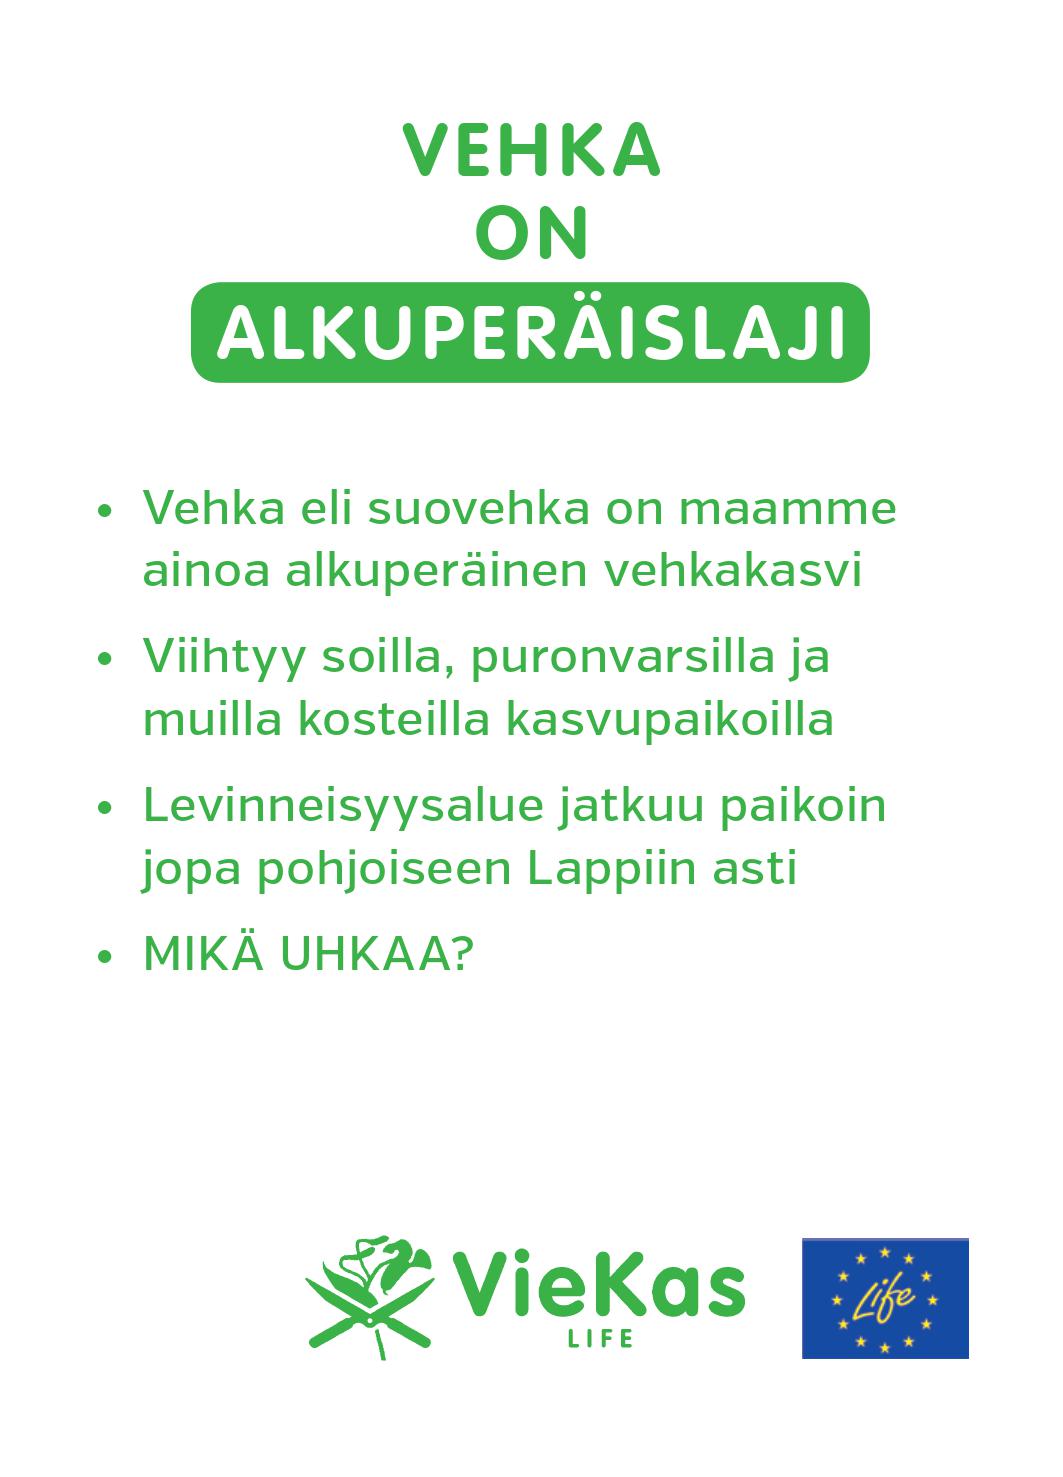 VEHKA
ON
ALKUPERÄISLAJI
• Vehka eli suovehka on maamme
ainoa alkuperäinen vehkakasvi
• Viihtyy soilla, puronvarsilla ja
muilla kosteilla kasvupaikoilla
• Levinneisyysalue jatkuu paikoin
jopa pohjoiseen Lappiin asti
• MIKÄ UHKAA?
VieKas
LIFE
Life